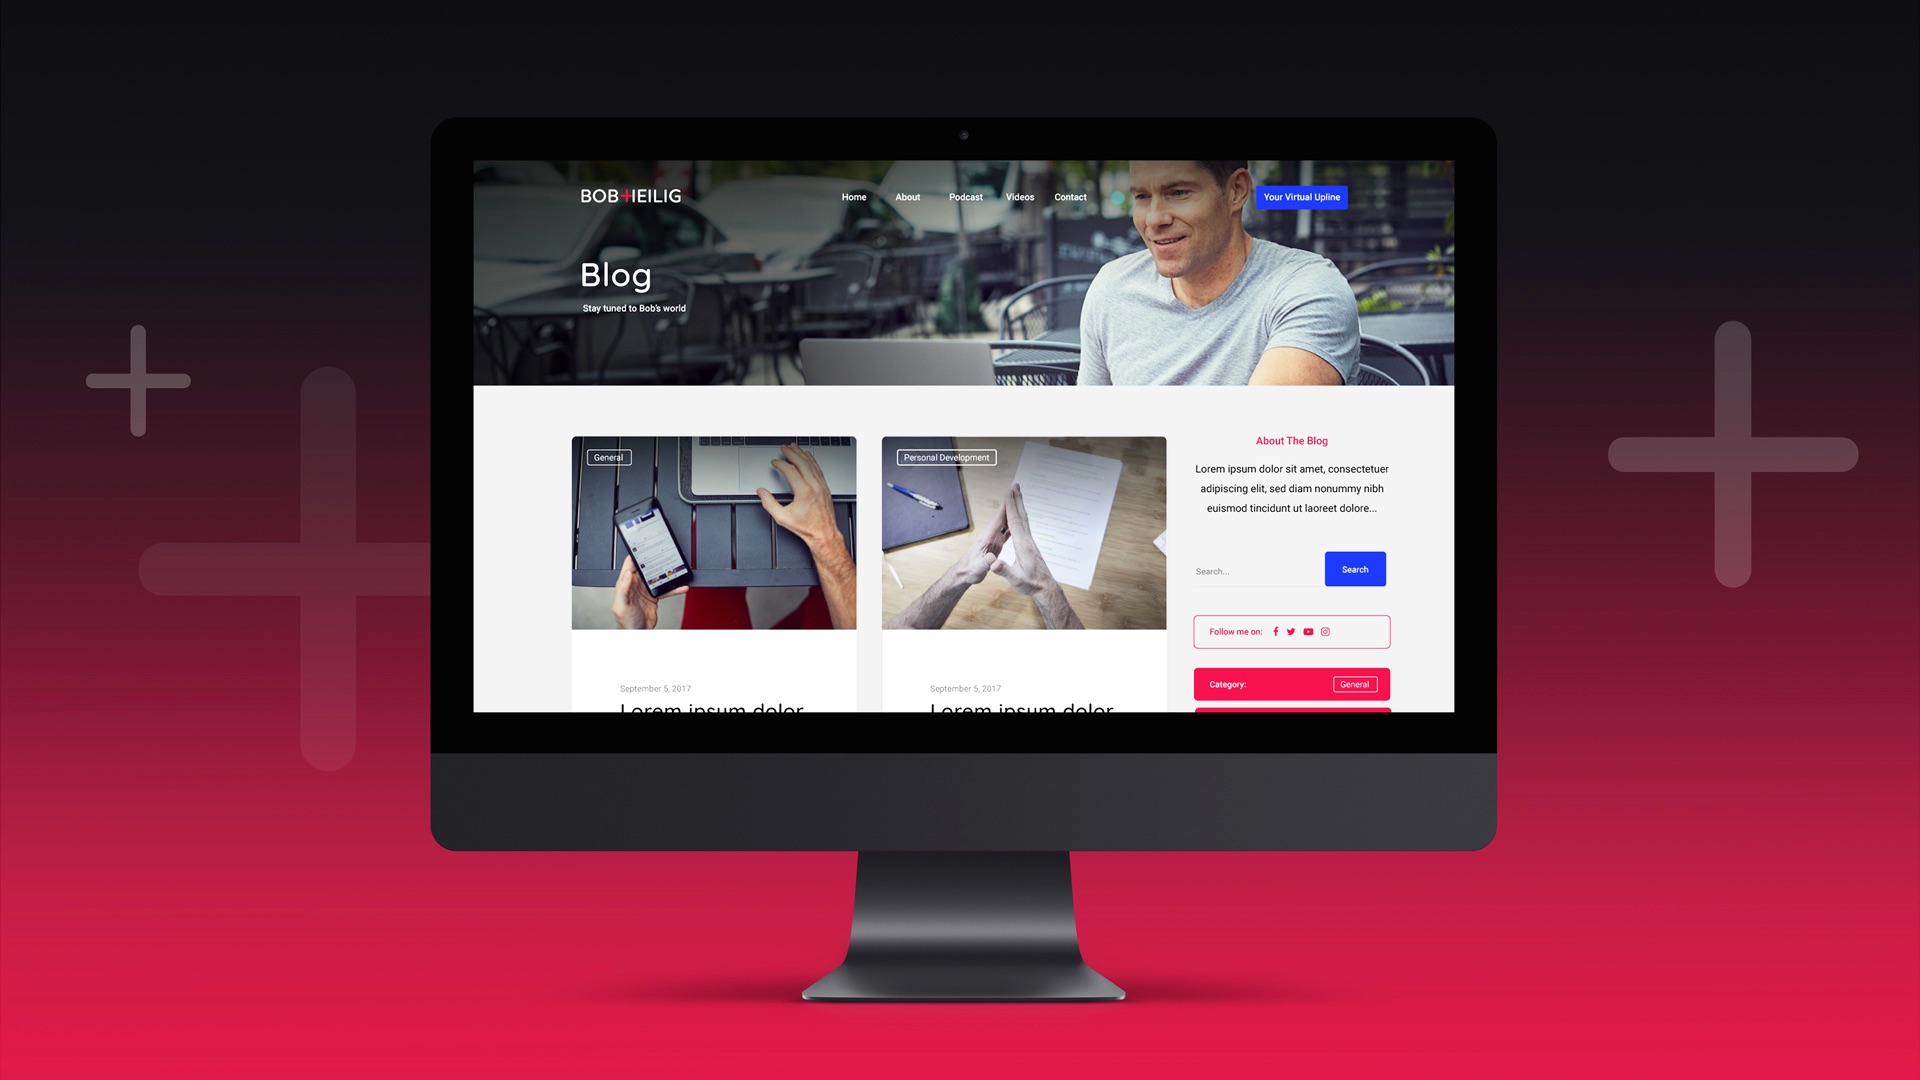 BOB HEILIG
Home
About
Podcast
Videos
Contact
Your Virtual Upline
Blog
Stay tuned to Bob's world
General
Personal Development
September 5, 2017
Lorem ipsum dolor
September 5, 2017
Lorem ipsum dolor
About The Blog
Lorem ipsum dolor sit amet, consectetuer
adipiscing elit, sed diam nonummy nibh
euismod tincidunt ut laoreet dolore...
Search...
Search
Follow me on:
Category:
General